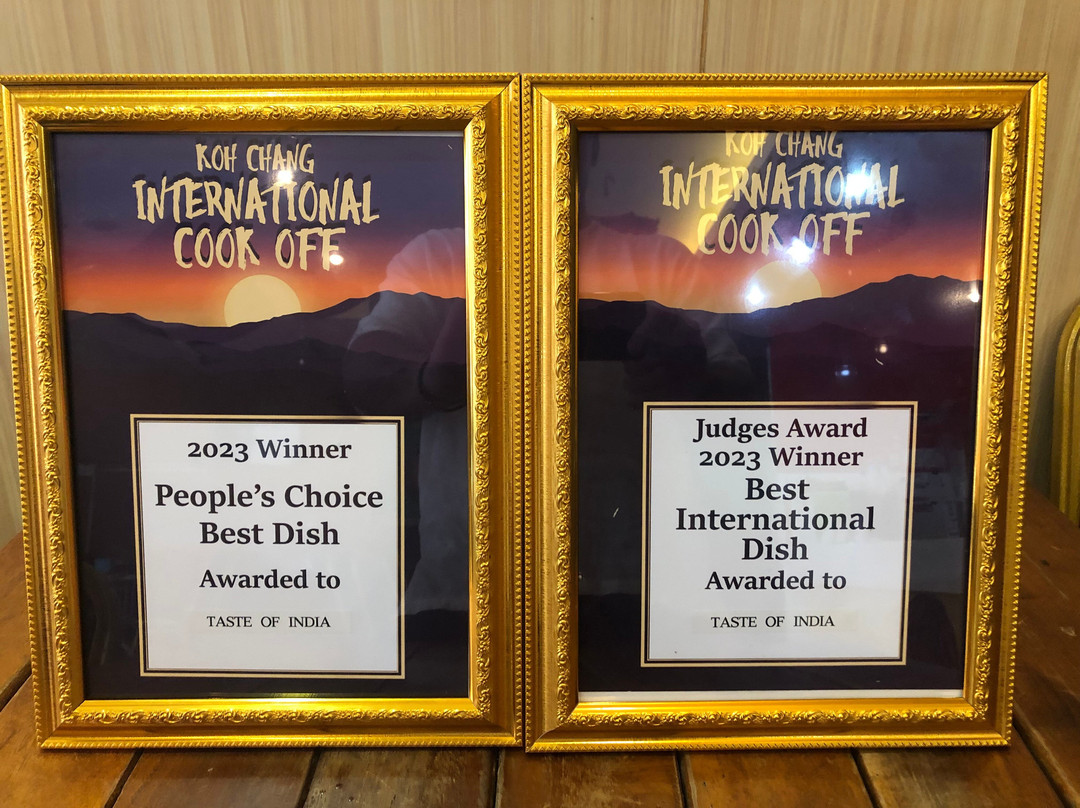 KOH CHANG
INTERNATIONAL
COOK OFF
2023 Winner
People's Choice
Best Dish
Awarded to
TASTE OF INDIA
KOH CHANG
INTERNATIONAL
COOK OFF
Judges Award
2023 Winner
Best
International
Dish
Awarded to
TASTE OF INDIA